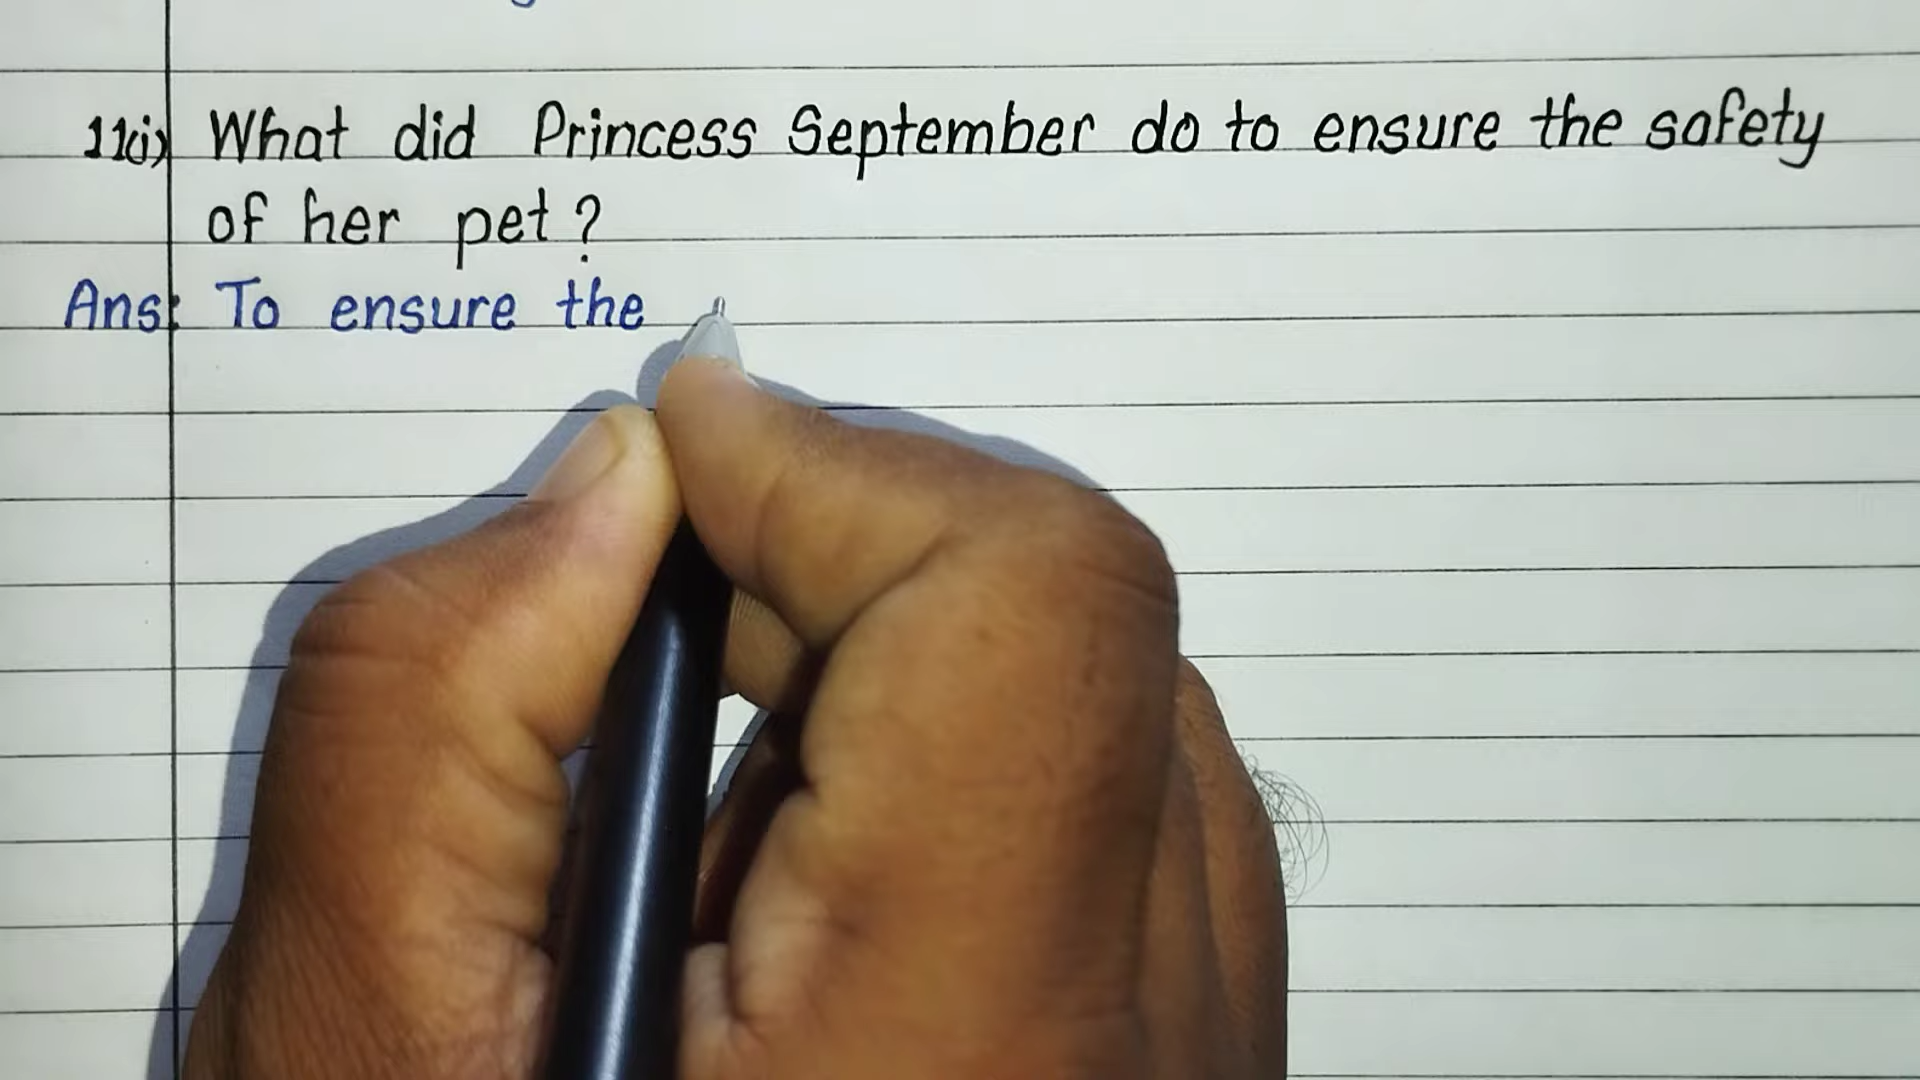 11(i) What did Princess September do to ensure the safety
of her pet?
Ans: To ensure the